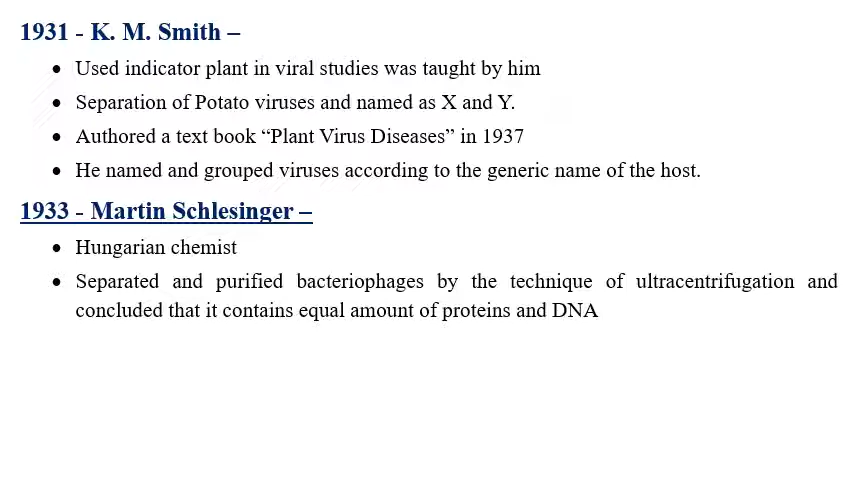 1931 - K. M. Smith –
• Used indicator plant in viral studies was taught by him
• Separation of Potato viruses and named as X and Y.
• Authored a text book “Plant Virus Diseases” in 1937
• He named and grouped viruses according to the generic name of the host.
1933 - Martin Schlesinger –
• Hungarian chemist
• Separated and purified bacteriophages by the technique of ultracentrifugation and
concluded that it contains equal amount of proteins and DNA